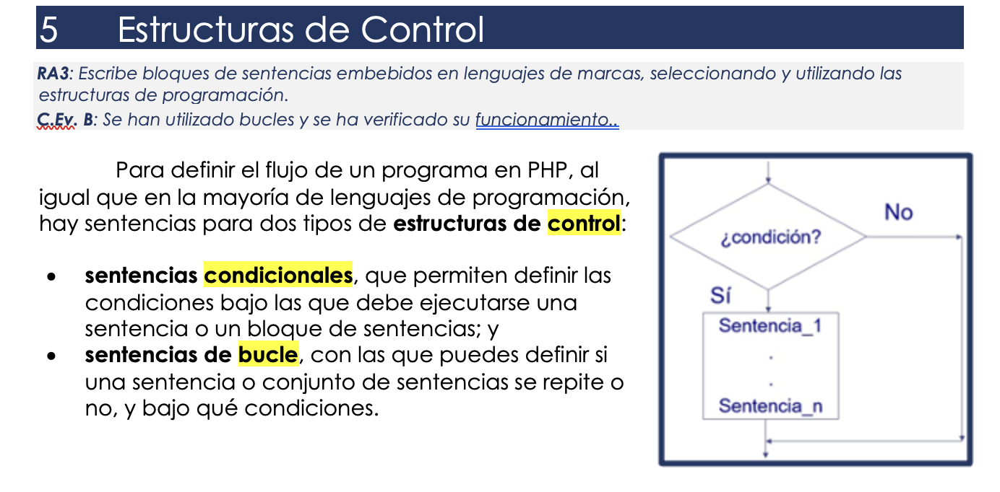 5 Estructuras de Control
RA3: Escribe bloques de sentencias embebidos en lenguajes de marcas, seleccionando y utilizando las
estructuras de programación.
C.Ev. B: Se han utilizado bucles y se ha verificado su funcionamiento..
Para definir el flujo de un programa en PHP, al
igual que en la mayoría de lenguajes de programación,
hay sentencias para dos tipos de estructuras de control:
• sentencias condicionales, que permiten definir las
condiciones bajo las que debe ejecutarse una
sentencia o un bloque de sentencias; y
• sentencias de bucle, con las que puedes definir si
una sentencia o conjunto de sentencias se repite o
no, y bajo qué condiciones.
No
¿condición?
Sí
Sentencia_1
.
.
Sentencia_n